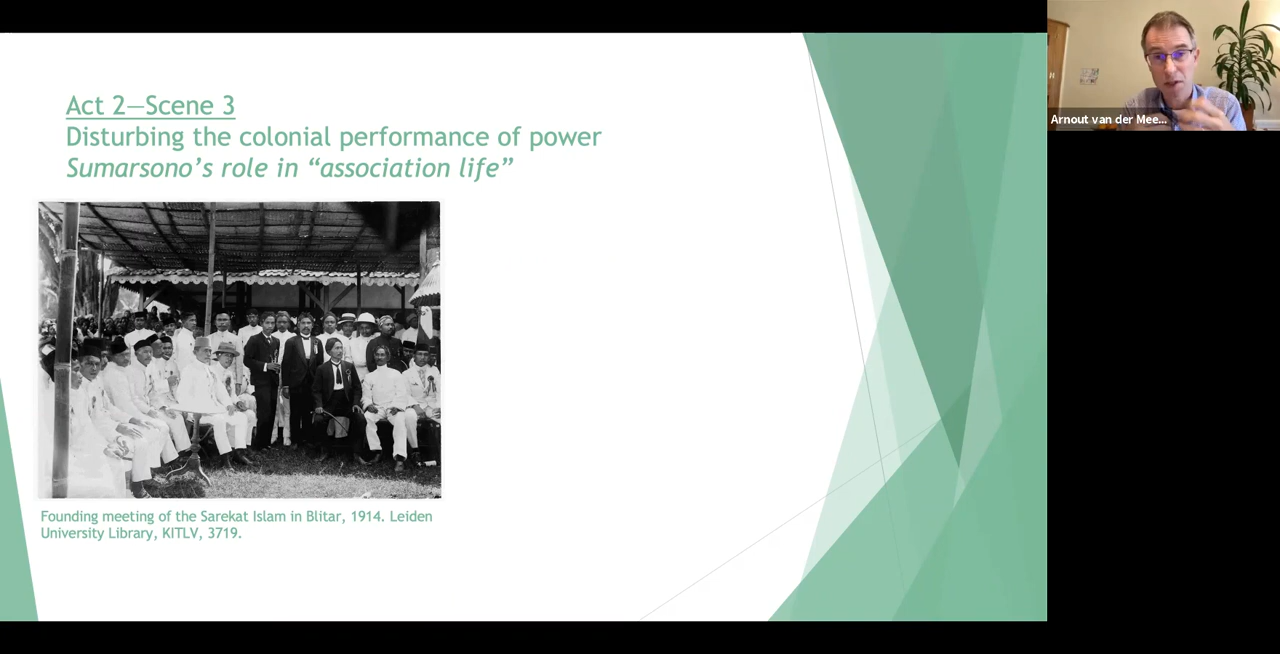 Act 2—Scene 3
Disturbing the colonial performance of power
Sumarsono’s role in “association life”
Founding meeting of the Sarekat Islam in Blitar, 1914. Leiden
University Library, KITLV, 3719.
Arnout van der Mee...